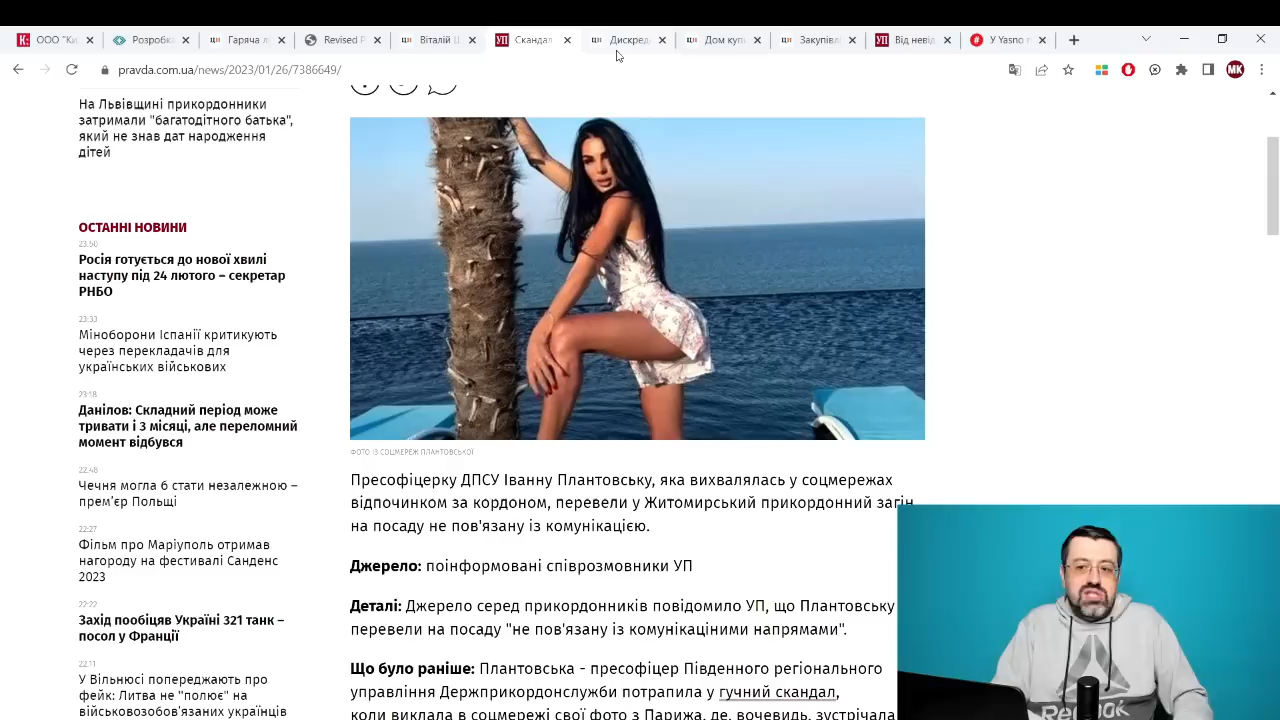 ООО "Ки
Розробка
Гаряча л
Revised P
Віталій Ш
УП Скандал
Дискред
Дом купи
Закупівл
УП Від невід
У Yasno п
pravda.com.ua/news/2023/01/26/7386649/
MK
На Львівщині прикордонники
затримали "багатодітного батька",
який не знав дат народження
дітей
ОСТАННІ НОВИНИ
23:50
Росія готується до нової хвилі
наступу під 24 лютого – секретар
РНБО
23:33
Міноборони Іспанії критикують
через перекладачів для
українських військових
23:18
Данілов: Складний період може
тривати і 3 місяці, але переломний
момент відбувся
22:48
Чечня могла б стати незалежною –
прем'єр Польщі
22:27
Фільм про Маріуполь отримав
нагороду на фестивалі Санденс
2023
22:22
Захід пообіцяв Україні 321 танк –
посол у Франції
22:11
У Вільнюсі попереджають про
фейк: Литва не "полює" на
військовозобов'язаних українців
ФОТО ІЗ СОЦМЕРЕЖ ПЛАНТОВСЬКОЇ
Пресофіцерку ДПСУ Іванну Плантовську, яка вихвалялась у соцмережах
відпочинком за кордоном, перевели у Житомирський прикордонний загін
на посаду не пов'язану із комунікацією.
Джерело: поінформовані співрозмовники УП
Деталі: Джерело серед прикордонників повідомило УП, що Плантовську
перевели на посаду "не пов'язану із комунікаціними напрямами".
Що було раніше: Плантовська - пресофіцер Південного регіонального
управління Держприкордонслужби потрапила у гучний скандал,
коли виклала в соцмережі свої фото з Парижа, де, вочевидь, зустрічала
Reebok